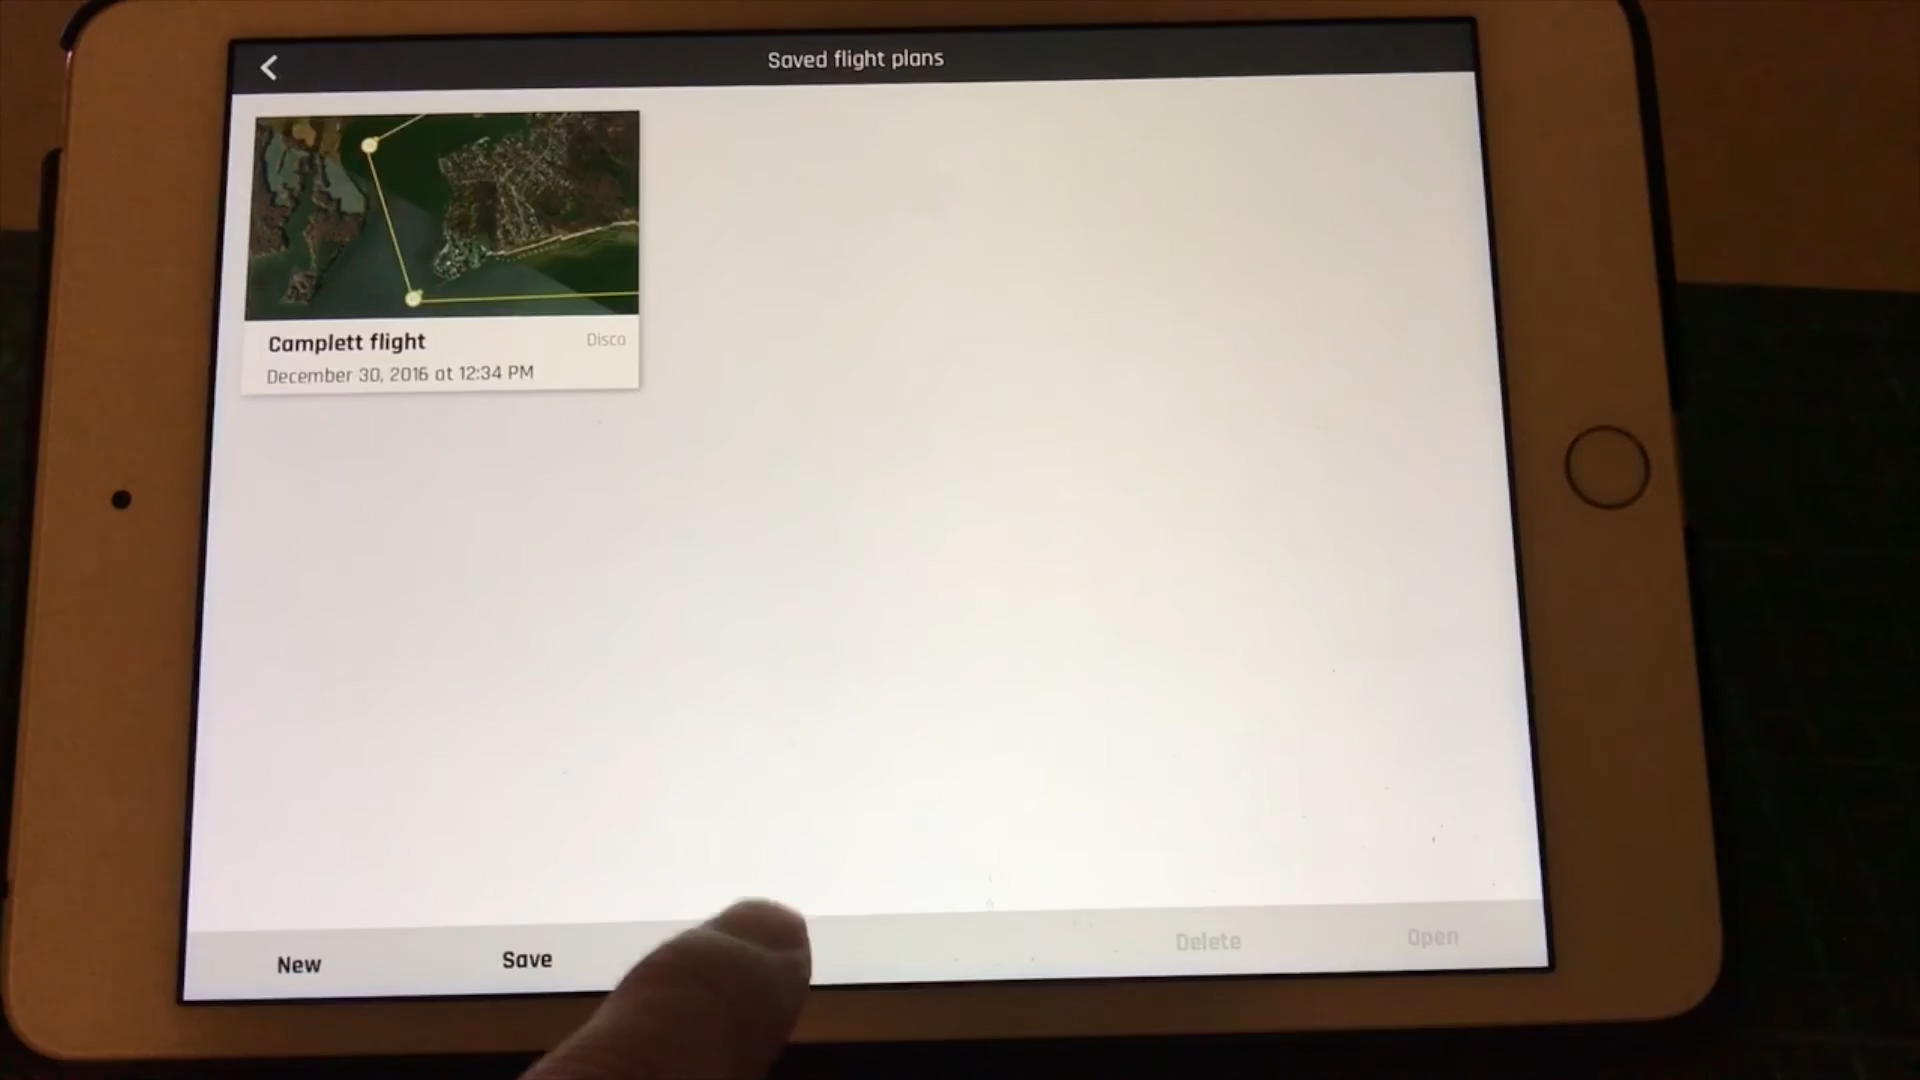 Saved flight plans
Camplett flight
Disco
December 30, 2016 at 12:34 PM
New
Save
Delete
Open